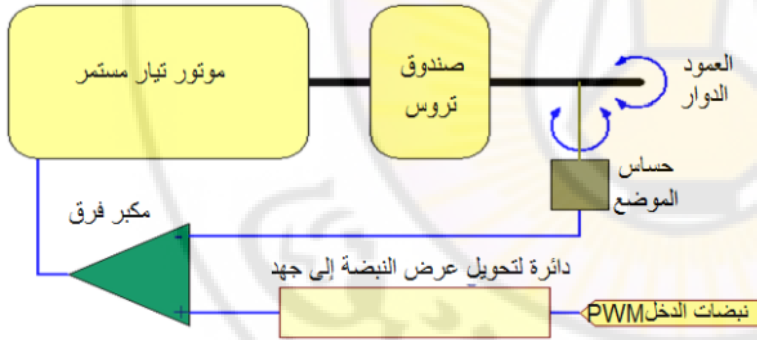 موتور تيار مستمر
صندوق
تروس
العمود
الدوار
حساس
الموضع
مكبر فرق
دائرة لتحويل عرض النبضة إلى جهد
نبضات الدخلPWM